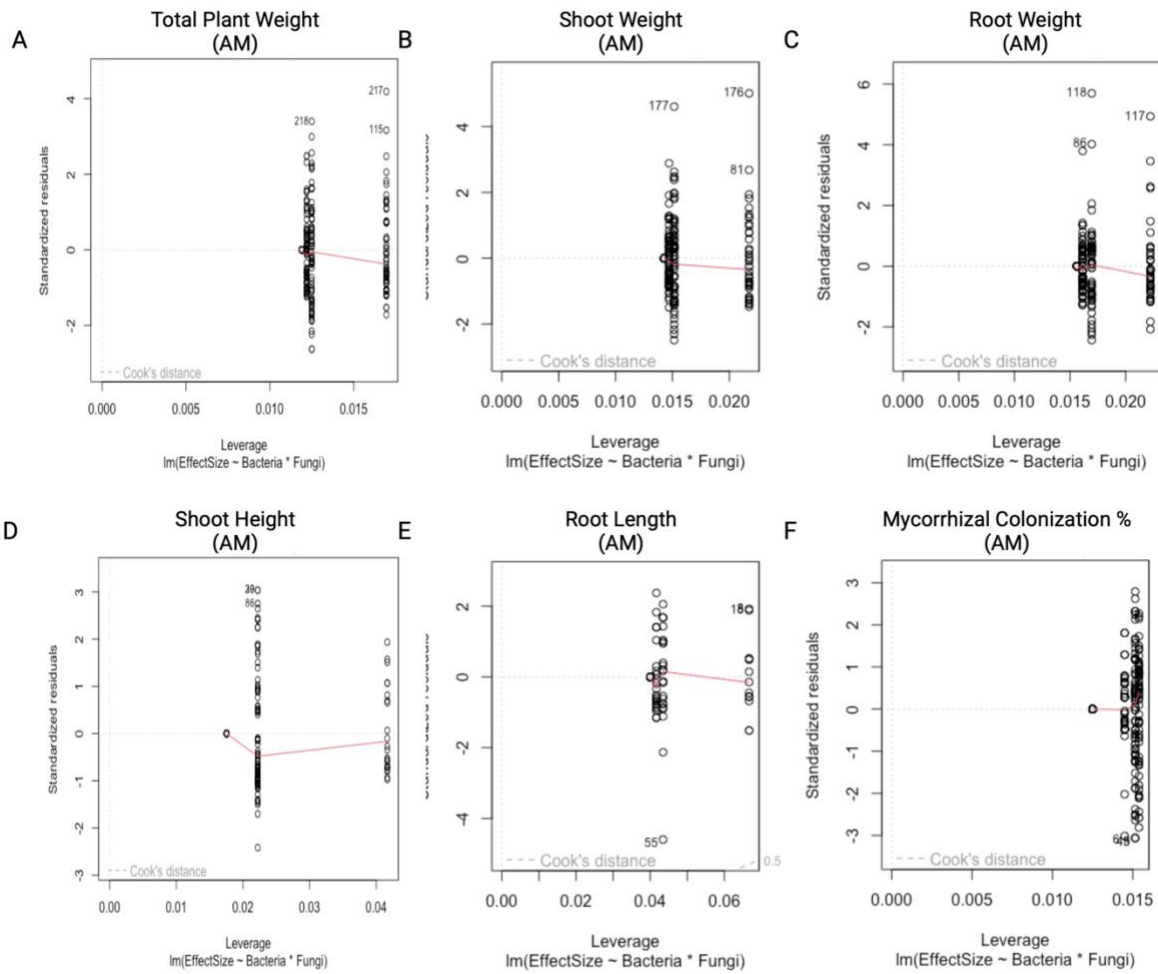 A
Total Plant Weight
(AM)
Standardized residuals
4
2
0
-2
217
218
115
Cook's distance
0.000 0.005 0.010 0.015
Leverage
lm(EffectSize ~ Bacteria * Fungi)
B
Shoot Weight
(AM)
4
2
0
-2
177
176
81
Cook's distance
0.000 0.005 0.010 0.015 0.020
Leverage
lm(EffectSize ~ Bacteria * Fungi)
C
Root Weight
(AM)
Standardized residuals
6
4
2
0
-2
118
117
86
Cook's distance
0.000 0.005 0.010 0.015 0.020
Leverage
lm(EffectSize ~ Bacteria * Fungi)
D
Shoot Height
(AM)
Standardized residuals
3
2
1
0
-1
-2
-3
86
Cook's distance
0.00 0.01 0.02 0.03 0.04
Leverage
lm(EffectSize ~ Bacteria * Fungi)
E
Root Length
(AM)
2
0
-2
-4
55
Cook's distance
0.5
0.00 0.02 0.04 0.06
Leverage
lm(EffectSize ~ Bacteria * Fungi)
F
Mycorrhizal Colonization %
(AM)
Standardized residuals
3
2
1
0
-1
-2
-3
Cook's distance
0.000 0.005 0.010 0.015
Leverage
lm(EffectSize ~ Bacteria * Fungi)